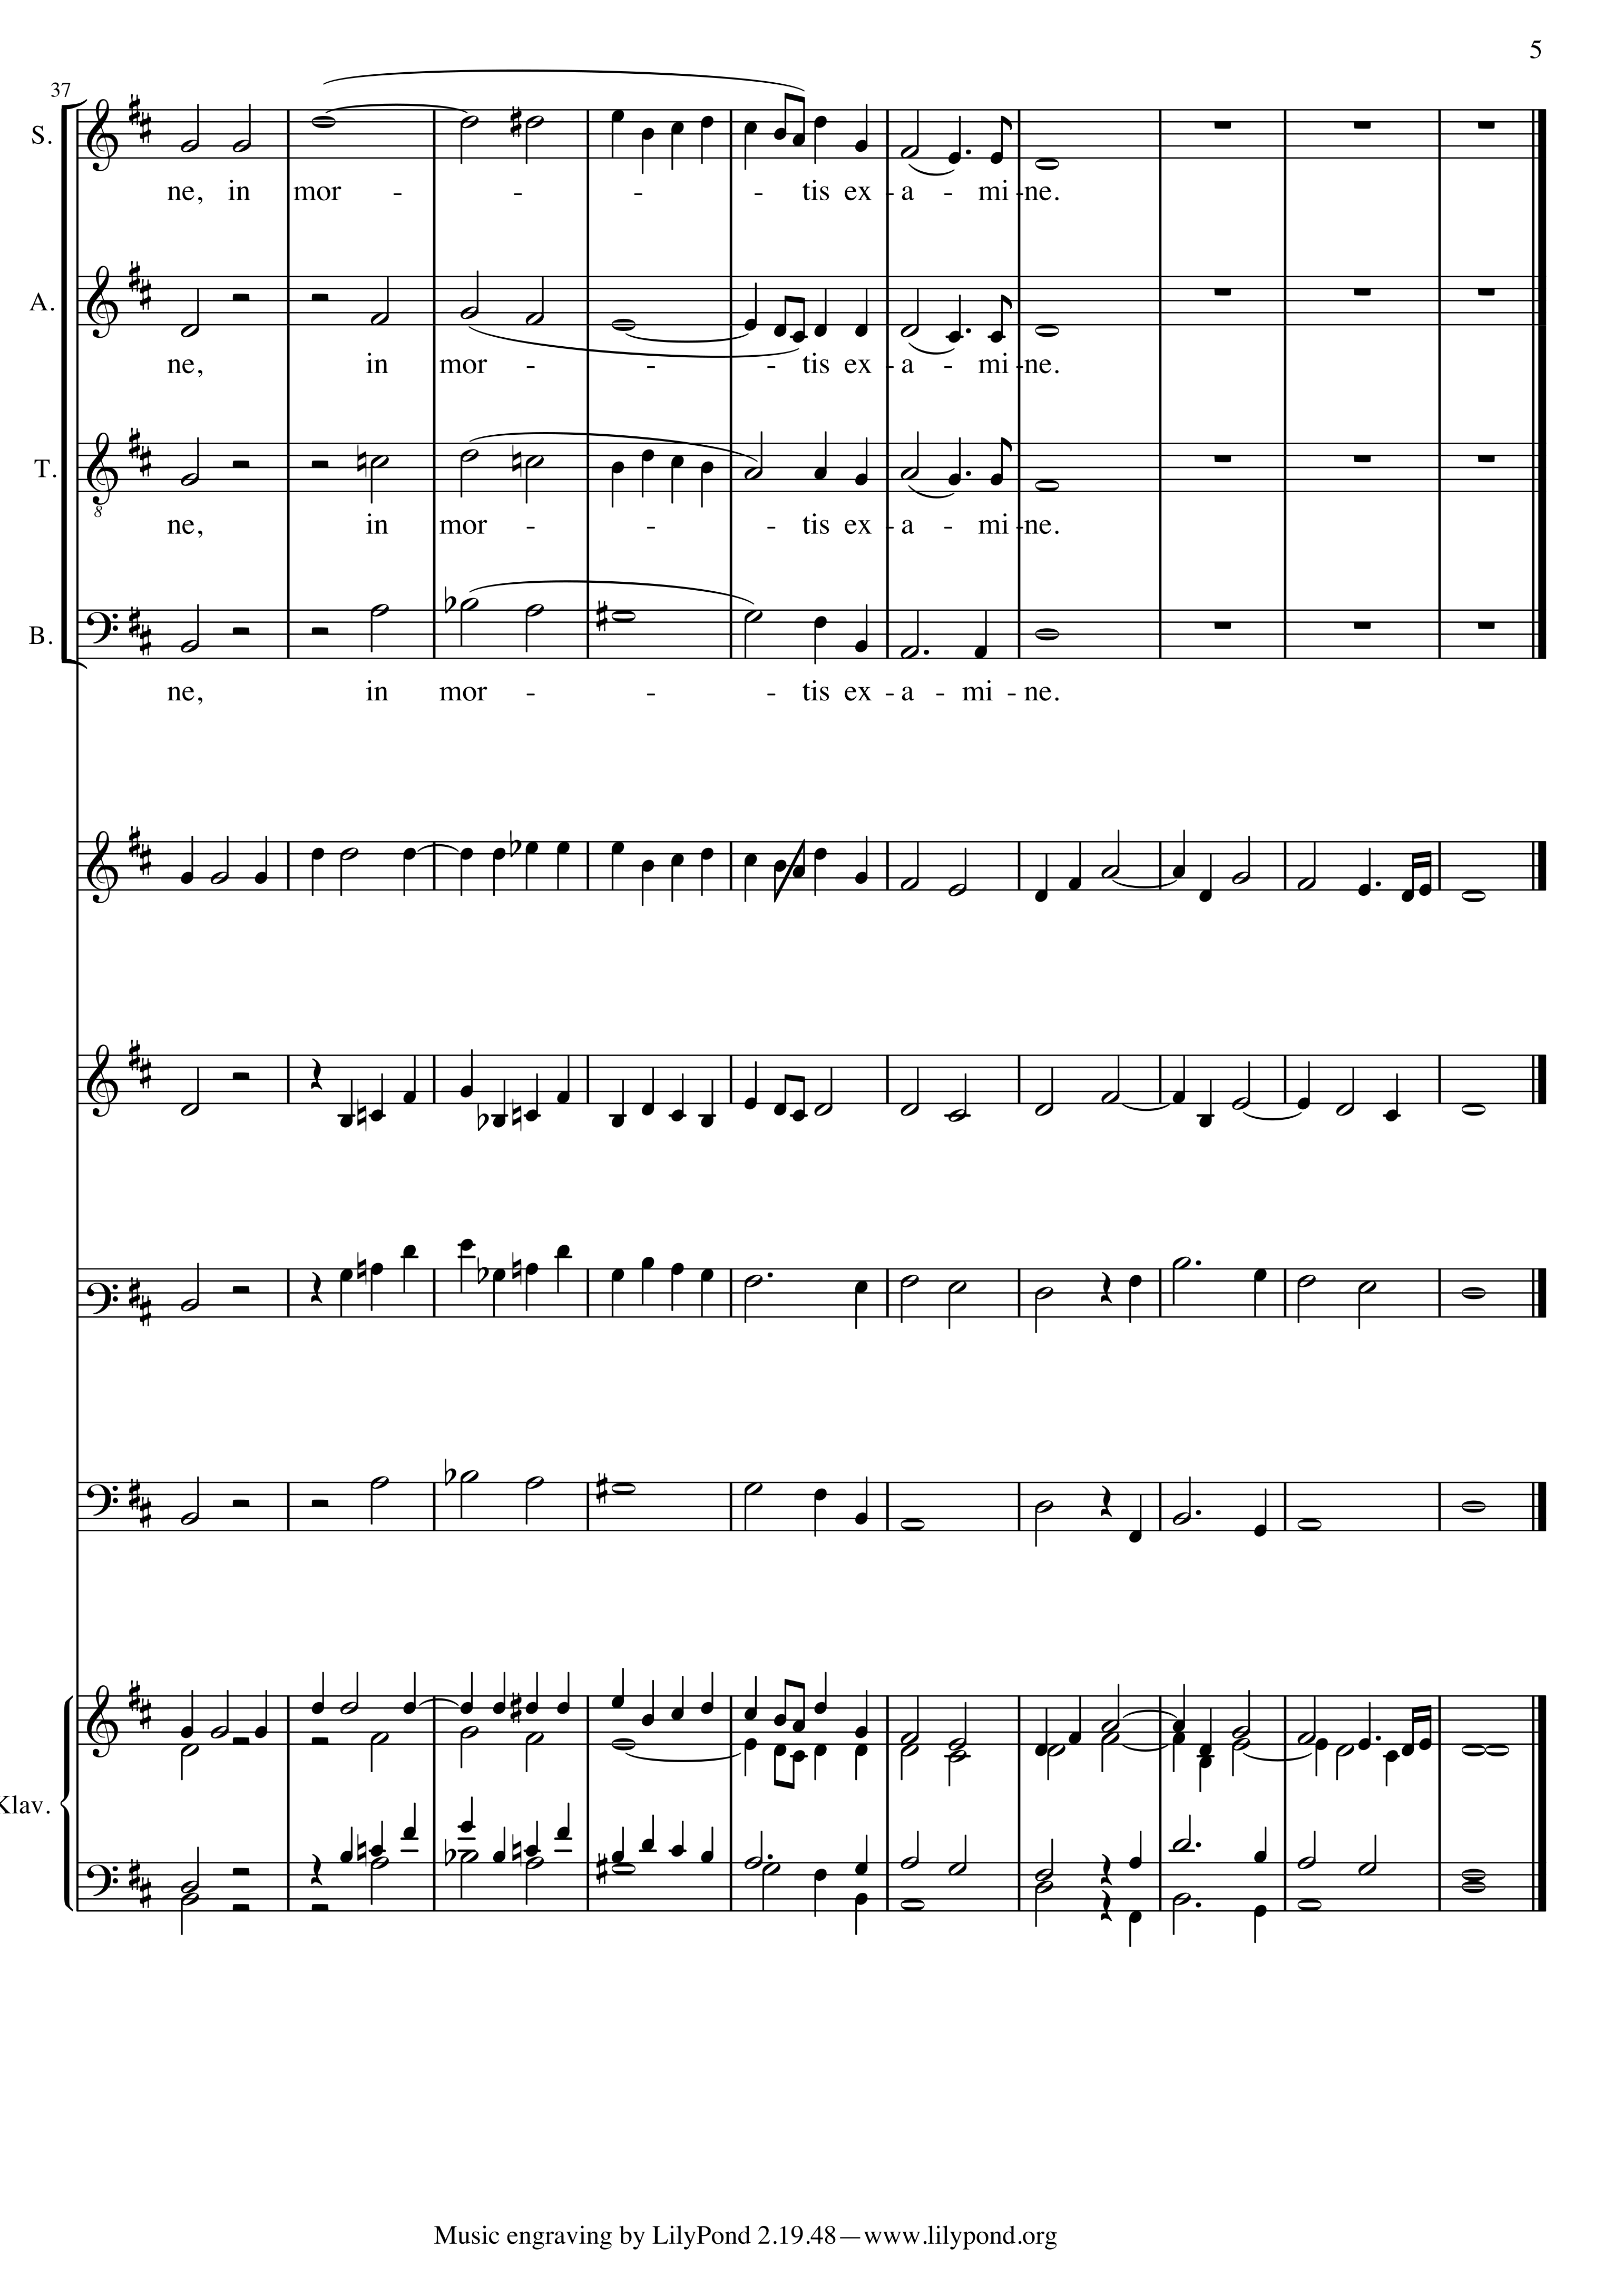 5
37
S.
ne, in mor - - - - tis ex - a - mi - ne.
A.
ne, in mor - - - tis ex - a - mi - ne.
T.
8
ne, in mor - - - tis ex - a - mi - ne.
B.
ne, in mor - - - tis ex - a - mi - ne.
Klav.
Music engraving by LilyPond 2.19.48—www.lilypond.org